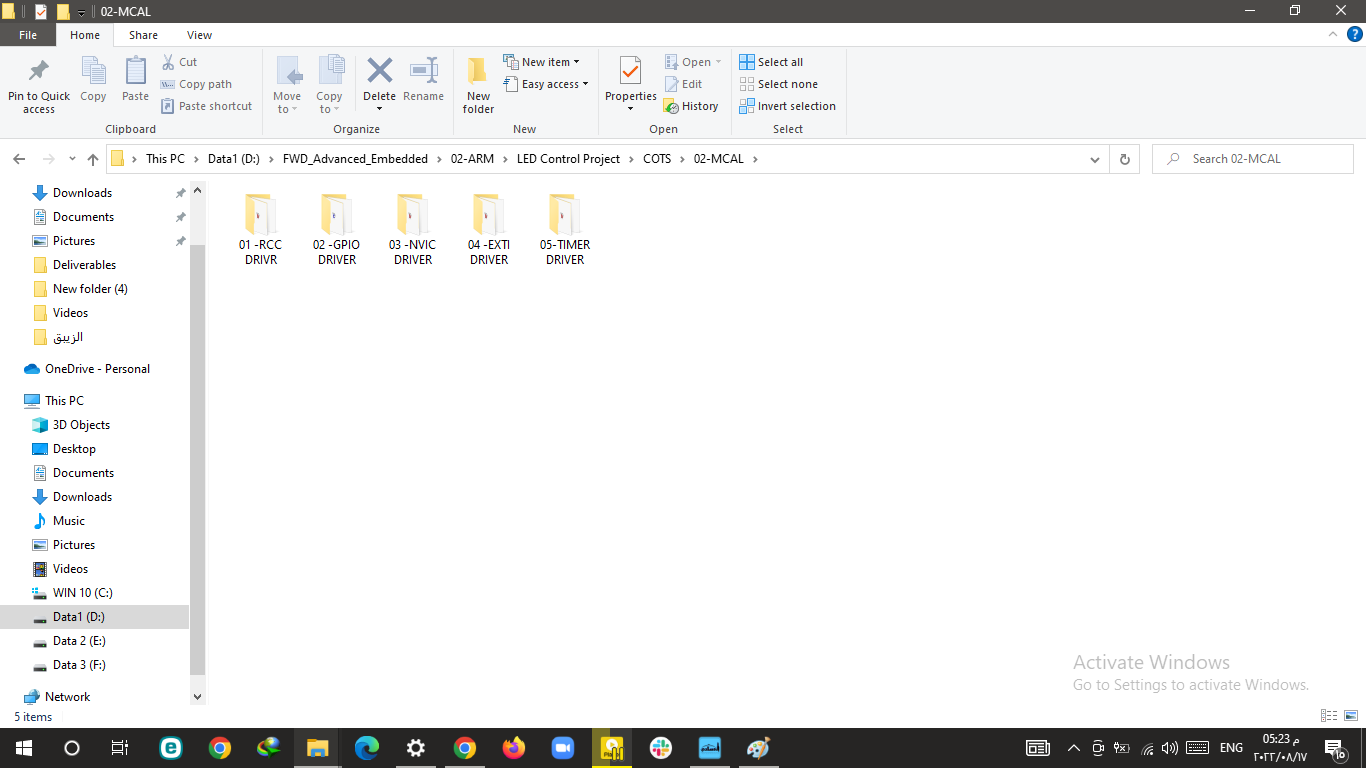 02-MCAL
File
Home
Share
View
Pin to Quick
access
Copy
Paste
Cut
Copy path
Paste shortcut
Clipboard
Move
to
Copy
to
Delete
Rename
Organize
New
folder
New item
Easy access
New
Properties
Open
Edit
History
Open
Select all
Select none
Invert selection
Select
This PC
Data1 (D:)
FWD_Advanced_Embedded
02-ARM
LED Control Project
COTS
02-MCAL
Search 02-MCAL
Downloads
Documents
Pictures
Deliverables
New folder (4)
Videos
الزيبق
OneDrive - Personal
This PC
3D Objects
Desktop
Documents
Downloads
Music
Pictures
Videos
WIN 10 (C:)
Data1 (D:)
Data 2 (E:)
Data 3 (F:)
Network
01 -RCC
DRIVR
02 -GPIO
DRIVER
03 -NVIC
DRIVER
04 -EXTI
DRIVER
05-TIMER
DRIVER
Activate Windows
Go to Settings to activate Windows.
5 items
ENG
05:23 م
٢٠٢٢/٠٨/١٧
١٥